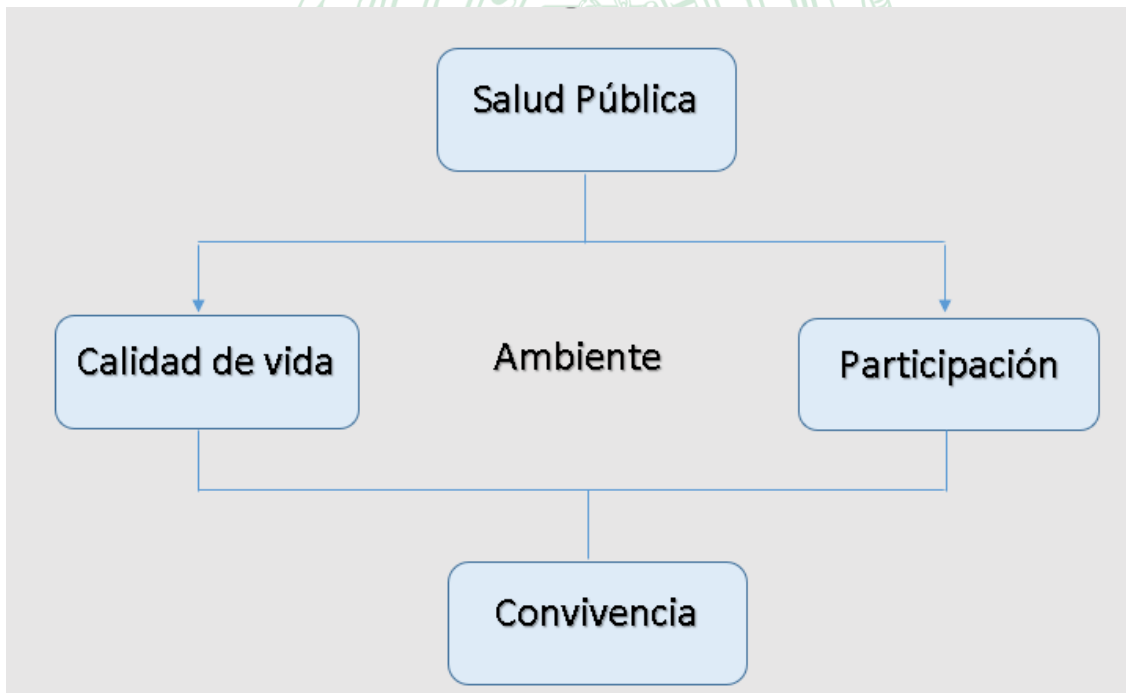 Salud Pública
Calidad de vida
Ambiente
Participación
Convivencia